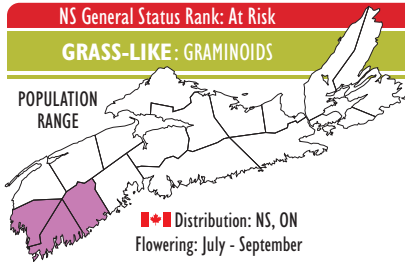 NS General Status Rank: At Risk
GRASS-LIKE: GRAMINOIDS
POPULATION
RANGE
Distribution: NS, ON
Flowering: July - September